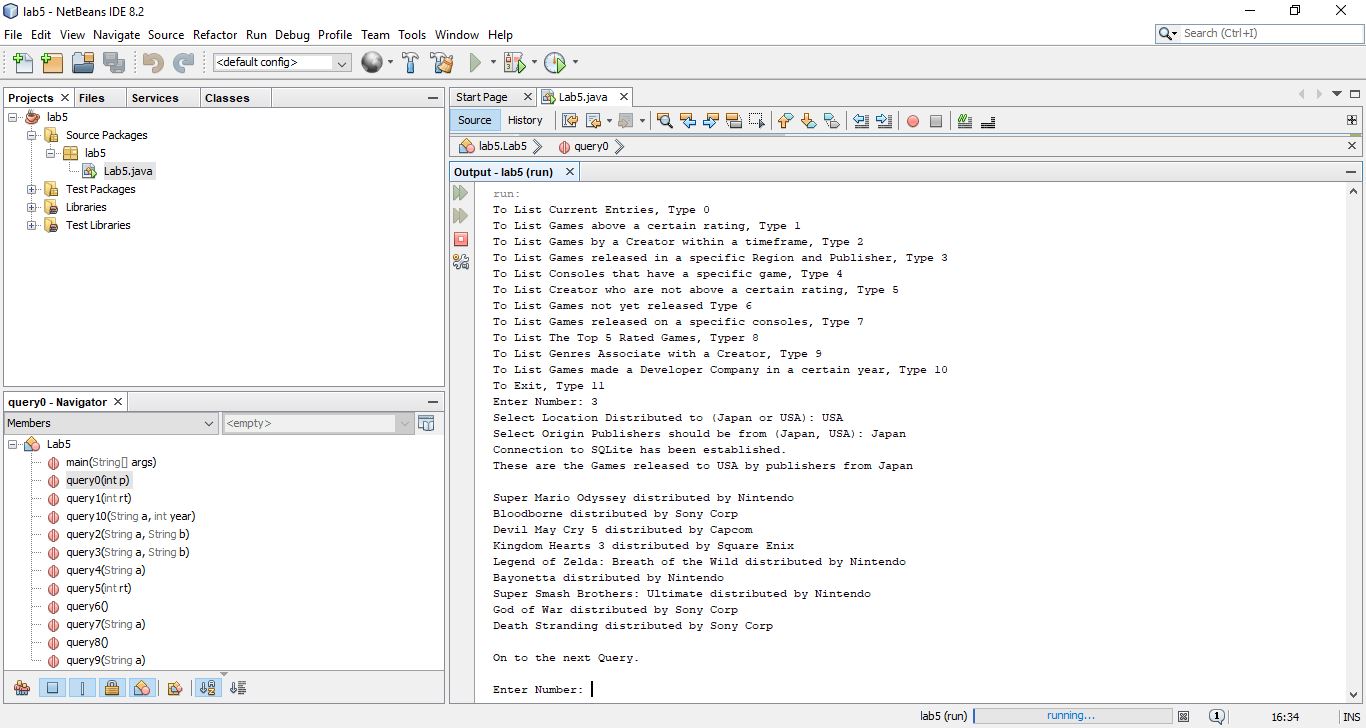 lab5 - NetBeans IDE 8.2
File Edit View Navigate Source Refactor Run Debug Profile Team Tools Window Help
Search (Ctrl+I)
<default config>
Projects Files Services Classes
lab5
Source Packages
lab5
Lab5.java
Test Packages
Libraries
Test Libraries
query0 - Navigator
Members
<empty>
Lab5
main(String[] args)
query0(int p)
query1(int rt)
query10(String a, int year)
query2(String a, String b)
query3(String a, String b)
query4(String a)
query5(int rt)
query6()
query7(String a)
query8()
query9(String a)
Start Page Lab5.java
Source History
lab5.Lab5 query0
Output - lab5 (run)
run:
To List Current Entries, Type 0
To List Games above a certain rating, Type 1
To List Games by a Creator within a timeframe, Type 2
To List Games released in a specific Region and Publisher, Type 3
To List Consoles that have a specific game, Type 4
To List Creator who are not above a certain rating, Type 5
To List Games not yet released Type 6
To List Games released on a specific consoles, Type 7
To List The Top 5 Rated Games, Typer 8
To List Genres Associate with a Creator, Type 9
To List Games made a Developer Company in a certain year, Type 10
To Exit, Type 11
Enter Number: 3
Select Location Distributed to (Japan or USA): USA
Select Origin Publishers should be from (Japan, USA): Japan
Connection to SQLite has been established.
These are the Games released to USA by publishers from Japan
Super Mario Odyssey distributed by Nintendo
Bloodborne distributed by Sony Corp
Devil May Cry 5 distributed by Capcom
Kingdom Hearts 3 distributed by Square Enix
Legend of Zelda: Breath of the Wild distributed by Nintendo
Bayonetta distributed by Nintendo
Super Smash Brothers: Ultimate distributed by Nintendo
God of War distributed by Sony Corp
Death Stranding distributed by Sony Corp
On to the next Query.
Enter Number:
lab5 (run) running... 1 16:34 INS